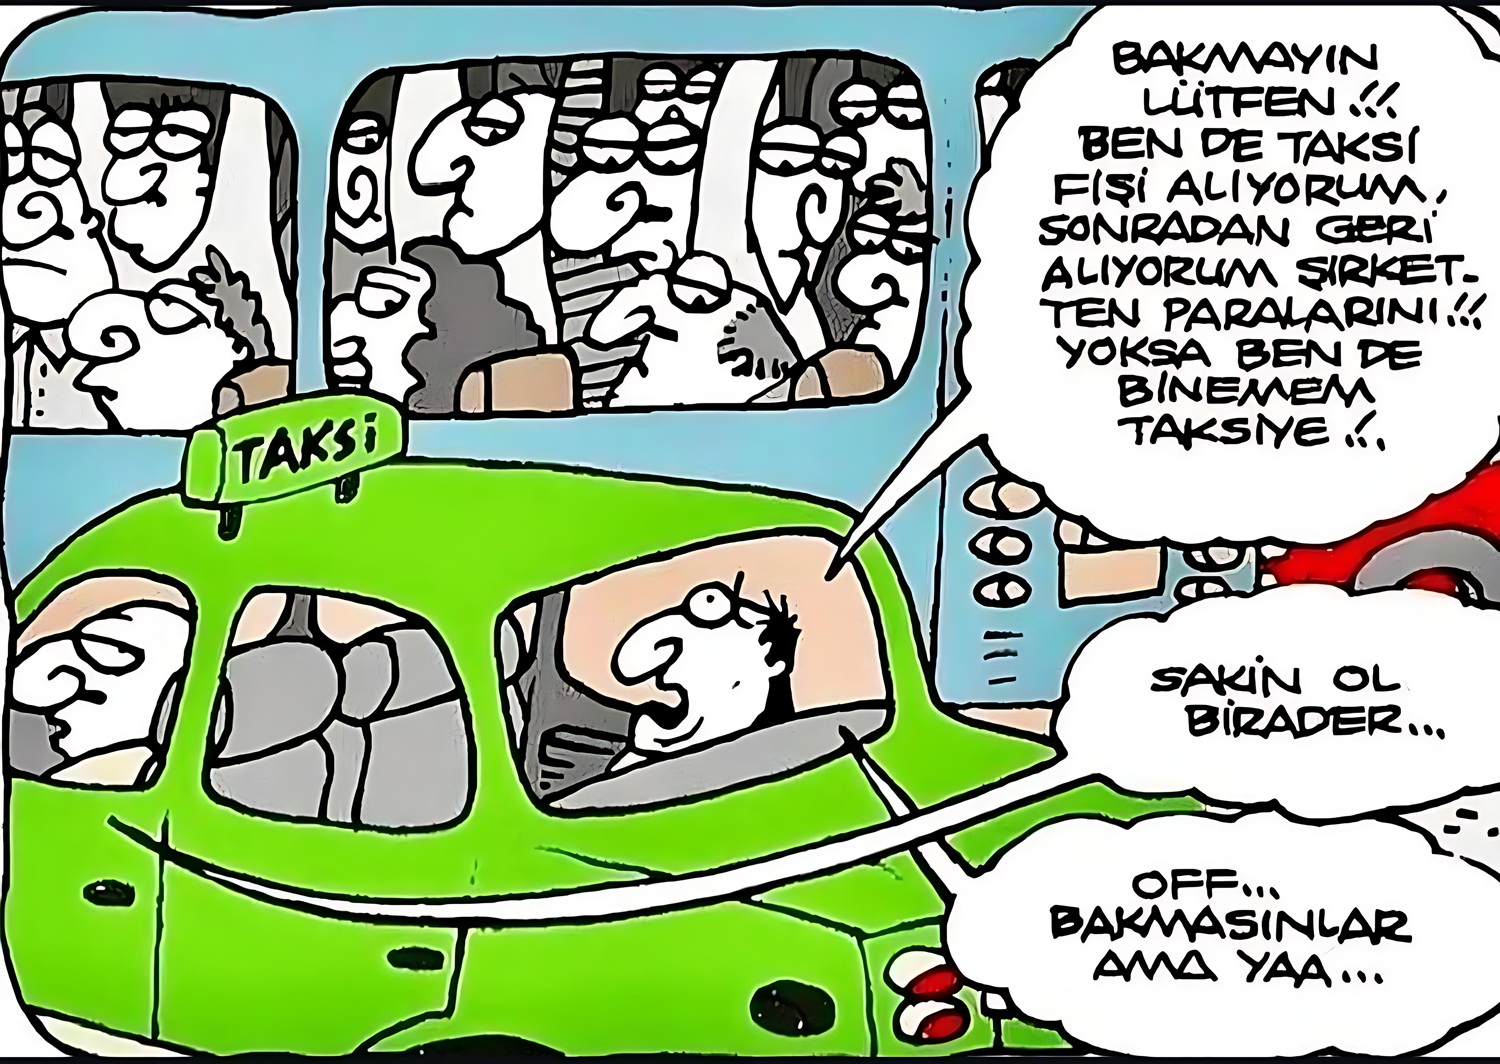 BAKMAYIN
LÜTFEN!!
BEN DE TAKSİ
FİŞİ ALIYORUM,
SONRADAN GERİ
ALIYORUM ŞİRKET-
TEN PARALARINI!!
YOKSA BEN DE
BİNEMEM
TAKSİYE!!.
TAKSİ
SAKİN OL
BİRADER...
OFF...
BAKMASINLAR
AMA YAA...